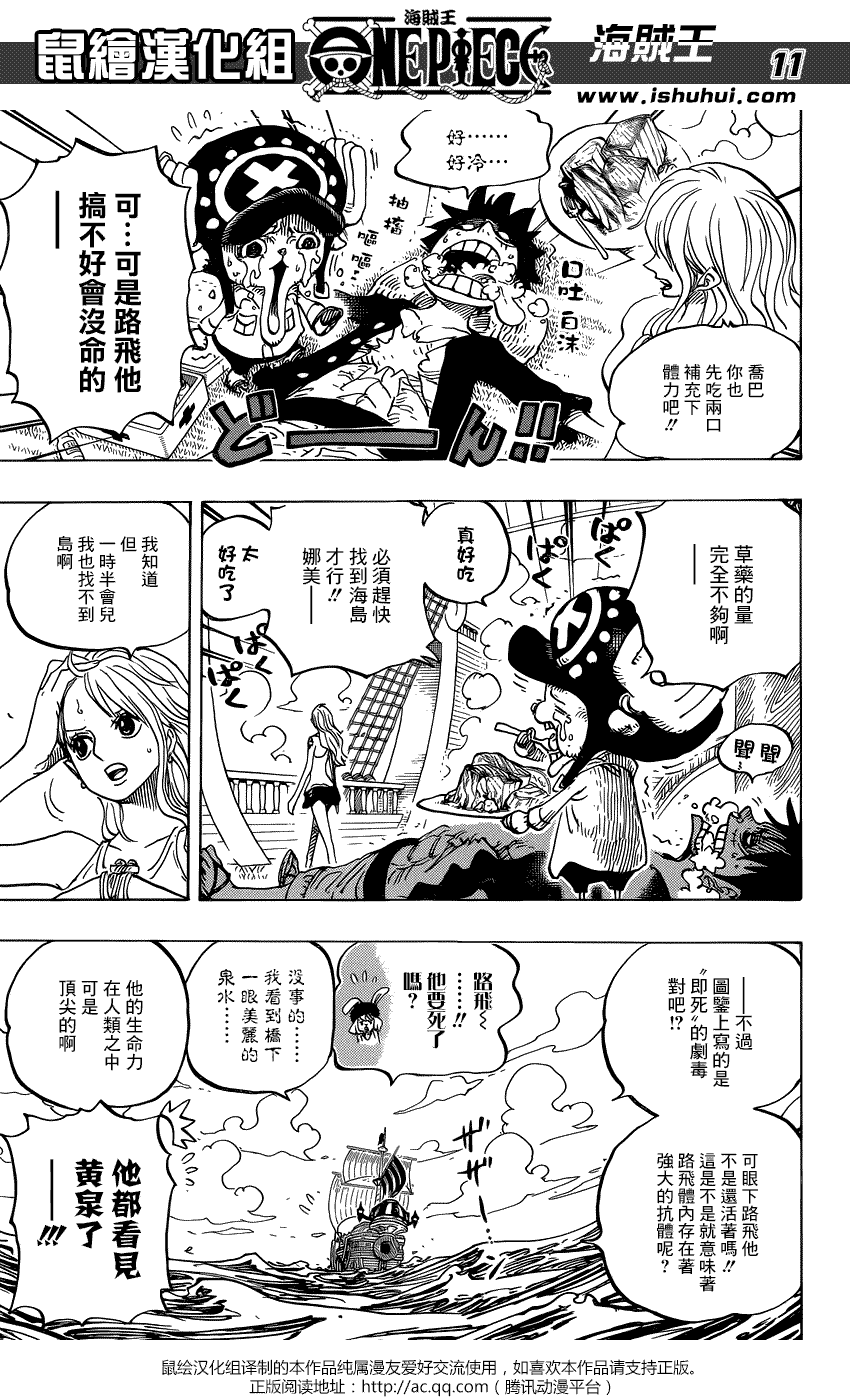 鼠繪漢化組
海賊王
ONE PIECE
海賊王
11
www.ishuhui.com
喬巴
你也
先吃兩口
補充下
體力吧!!
好……
好冷…
口吐白沫
抽搐
嘔嘔!
可…可是路飛他
搞不好會沒命的
——
どーーん!!
草藥的量
完全不夠啊
——
ぱく
ぱく
真好吃
必須趕快
找到海島
才行!!
娜美——
太
好吃了
ぱく
ぱく
聞聞
我知道
但
一時半會兒
我也找不到
島啊
——不過
圖鑒上寫的是
“即死”的劇毒
對吧!?
可眼下路飛他
不是還活著嗎!!
這是不是就意味著
路飛體內存在著
強大的抗體呢?
路飛~
……!!
他要死了
嗎?
沒事的……
我看到橋下
一眼美麗的
泉水……
ザザ
他的生命力
在人類之中
可是
頂尖的啊
他都看見
黃泉了
——!!!
鼠绘汉化组译制的本作品纯属漫友爱好交流使用，如喜欢本作品请支持正版。
正版阅读地址：http://ac.qq.com（腾讯动漫平台）